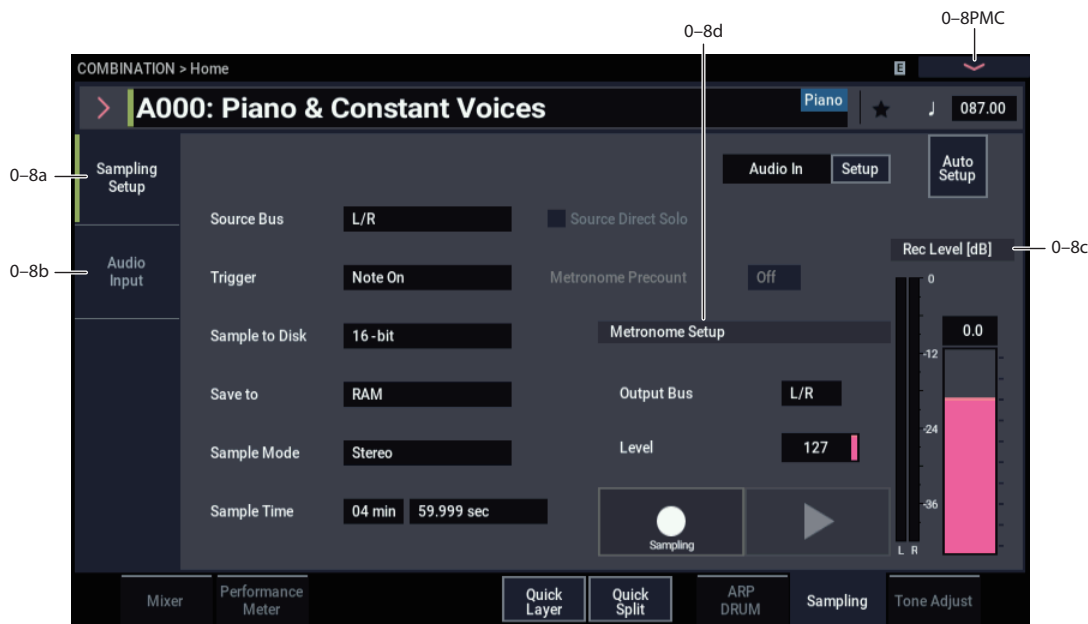 0–8PMC
0–8d
COMBINATION > Home
E
A000: Piano & Constant Voices
Piano
♩ 087.00
0–8a
Sampling
Setup
Audio In
Setup
Auto
Setup
Source Bus
L/R
Source Direct Solo
0–8b
Audio
Input
Rec Level [dB]
0–8c
Trigger
Note On
Metronome Precount
Off
0
Sample to Disk
16-bit
Metronome Setup
0.0
-12
Save to
RAM
Output Bus
L/R
-24
Sample Mode
Stereo
Level
127
Sample Time
04 min
59.999 sec
-36
Sampling
L R
Mixer
Performance
Meter
Quick
Layer
Quick
Split
ARP
DRUM
Sampling
Tone Adjust